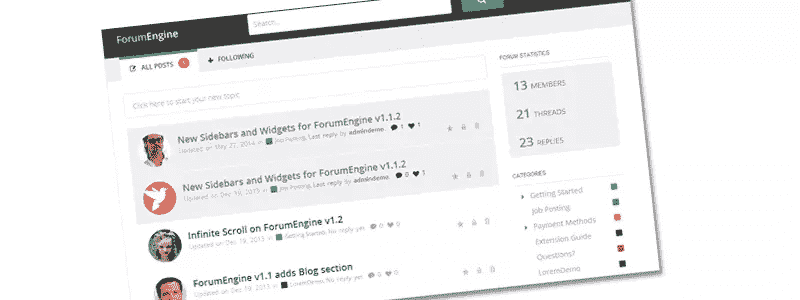 ForumEngine
Search...
ALL POSTS
FOLLOWING
Click here to start your new topic
New Sidebars and Widgets for ForumEngine v1.1.2
Updated on May 22, 2014 in Job Posting, Last reply by admindemo 1 1
New Sidebars and Widgets for ForumEngine v1.1.2
Updated on Dec 19, 2013 in Job Posting, Last reply by admindemo 0 1
Infinite Scroll on ForumEngine v1.2
Updated on Dec 19, 2013 in Getting Started, No reply yet 0 0
ForumEngine v1.1 adds Blog section
Updated on Dec 19, 2013 in LoremDemo, No reply yet 0 0
FORUM STATISTICS
13 MEMBERS
21 THREADS
23 REPLIES
CATEGORIES
Getting Started
Job Posting
Payment Methods
Extension Guide
Questions?
LoremDemo